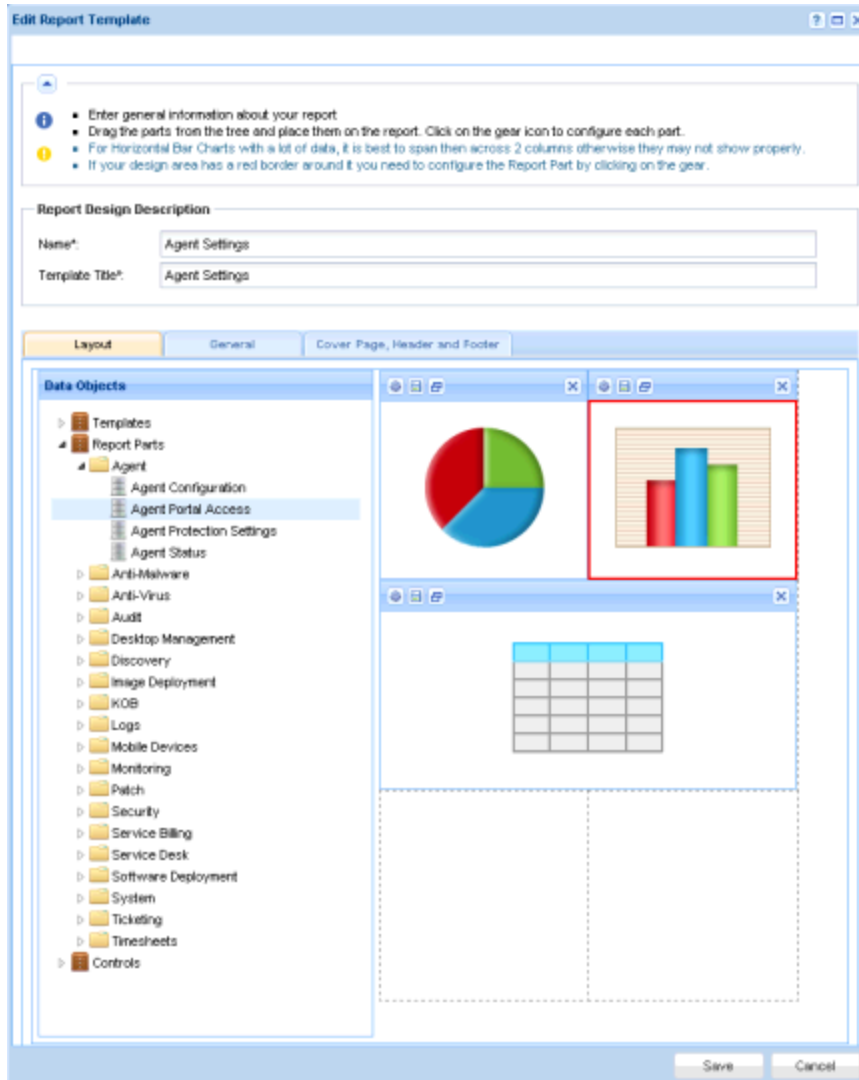 Edit Report Template
Enter general information about your report
Drag the parts from the tree and place them on the report. Click on the gear icon to configure each part.
For Horizontal Bar Charts with a lot of data, it is best to span then across 2 columns otherwise they may not show properly.
If your design area has a red border around it you need to configure the Report Part by clicking on the gear.
Report Design Description
Name*: Agent Settings
Template Title*: Agent Settings
Layout General Cover Page, Header and Footer
Data Objects
Templates
Report Parts
Agent
Agent Configuration
Agent Portal Access
Agent Protection Settings
Agent Status
Anti-Malware
Anti-Virus
Audit
Desktop Management
Discovery
Image Deployment
KOB
Logs
Mobile Devices
Monitoring
Patch
Security
Service Billing
Service Desk
Software Deployment
System
Ticketing
Timesheets
Controls
Save Cancel